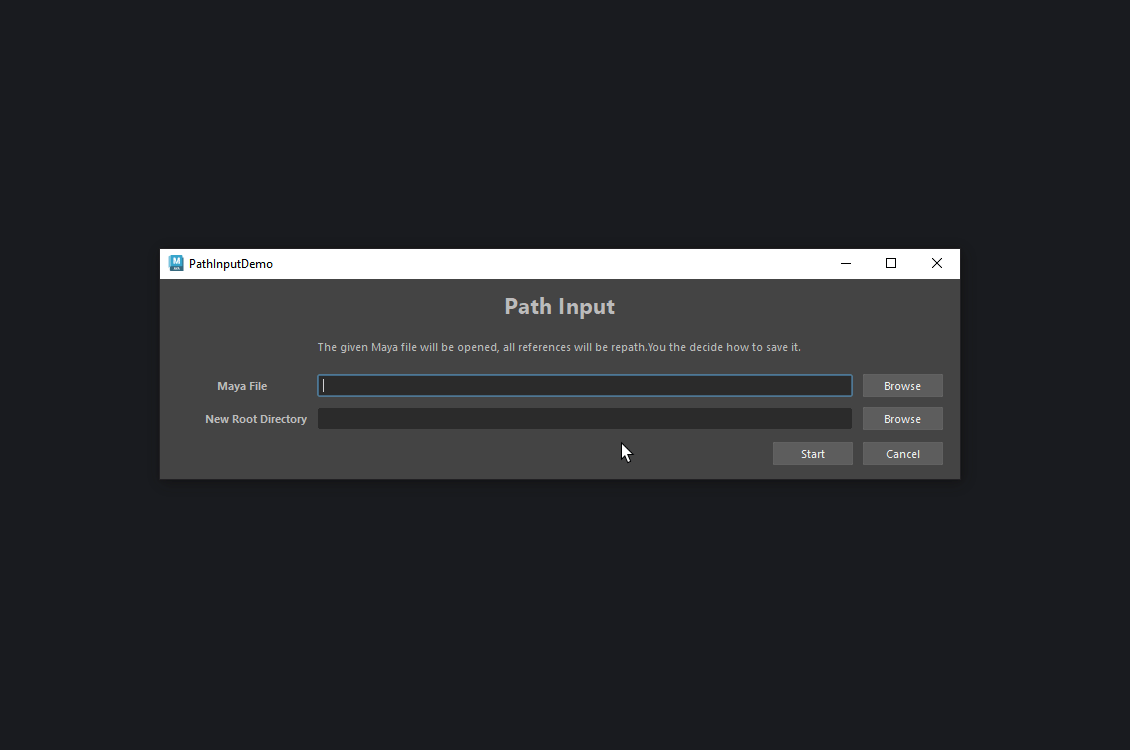 PathInputDemo
Path Input
The given Maya file will be opened, all references will be repath.You the decide how to save it.
Maya File Browse
New Root Directory Browse
Start Cancel